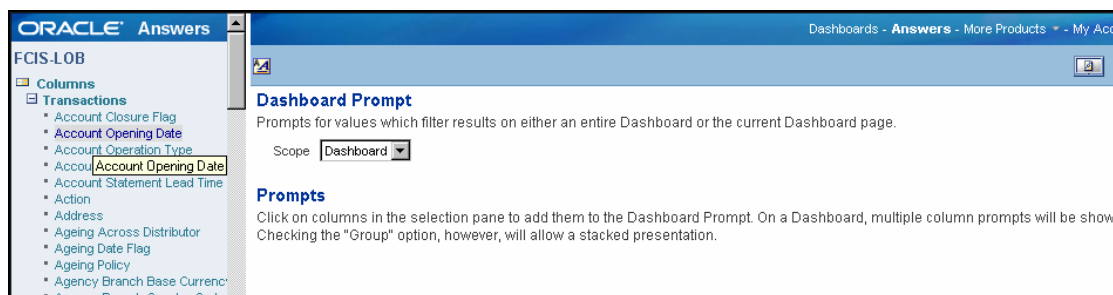 ORACLE Answers
Dashboards - Answers - More Products - My Acc
FCIS-LOB
Columns
Transactions
Account Closure Flag
Account Opening Date
Account Operation Type
Accou
Account Opening Date
Account Statement Lead Time
Action
Address
Ageing Across Distributor
Ageing Date Flag
Ageing Policy
Agency Branch Base Currenc
Dashboard Prompt
Prompts for values which filter results on either an entire Dashboard or the current Dashboard page.
Scope Dashboard
Prompts
Click on columns in the selection pane to add them to the Dashboard Prompt. On a Dashboard, multiple column prompts will be show
Checking the "Group" option, however, will allow a stacked presentation.